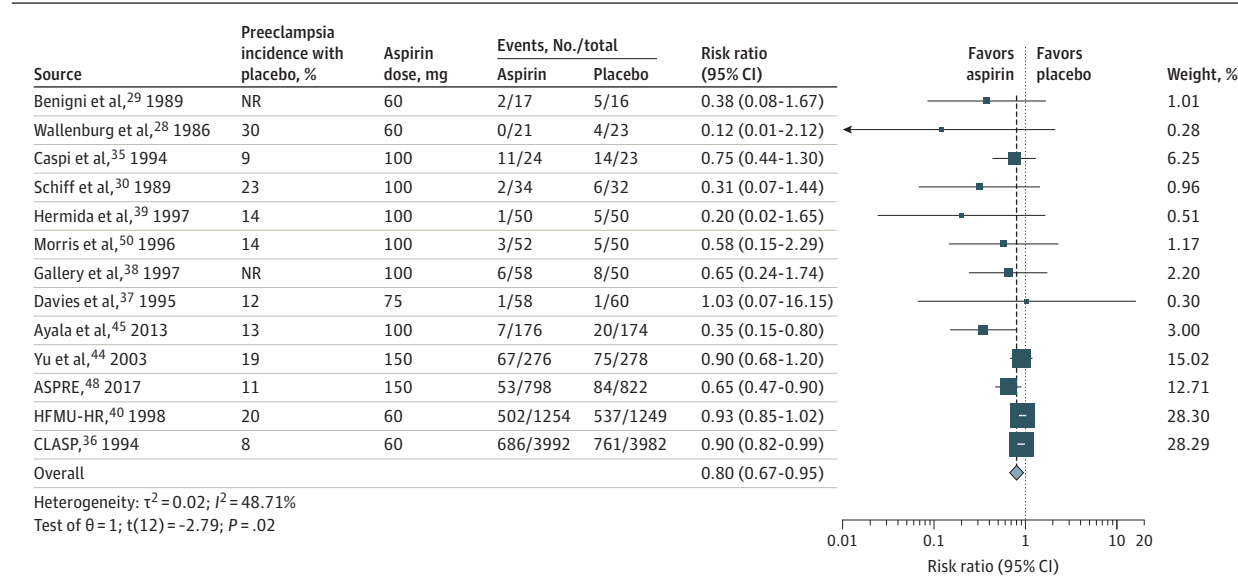 Source Preeclampsia incidence with placebo, % Aspirin dose, mg Events, No./total Aspirin Placebo Risk ratio (95% CI) Favors aspirin Favors placebo Weight, %
Benigni et al,29 1989 NR 60 2/17 5/16 0.38 (0.08-1.67) 1.01
Wallenburg et al,28 1986 30 60 0/21 4/23 0.12 (0.01-2.12) 0.28
Caspi et al,35 1994 9 100 11/24 14/23 0.75 (0.44-1.30) 6.25
Schiff et al,30 1989 23 100 2/34 6/32 0.31 (0.07-1.44) 0.96
Hermida et al,39 1997 14 100 1/50 5/50 0.20 (0.02-1.65) 0.51
Morris et al,50 1996 14 100 3/52 5/50 0.58 (0.15-2.29) 1.17
Gallery et al,38 1997 NR 100 6/58 8/50 0.65 (0.24-1.74) 2.20
Davies et al,37 1995 12 75 1/58 1/60 1.03 (0.07-16.15) 0.30
Ayala et al,45 2013 13 100 7/176 20/174 0.35 (0.15-0.80) 3.00
Yu et al,44 2003 19 150 67/276 75/278 0.90 (0.68-1.20) 15.02
ASPRE,48 2017 11 150 53/798 84/822 0.65 (0.47-0.90) 12.71
HFMU-HR,40 1998 20 60 502/1254 537/1249 0.93 (0.85-1.02) 28.30
CLASP,36 1994 8 60 686/3992 761/3982 0.90 (0.82-0.99) 28.29
Overall 0.80 (0.67-0.95)
Heterogeneity: τ2 = 0.02; I2 = 48.71%
Test of θ = 1; t(12) = -2.79; P = .02
0.01 0.1 1 10 20
Risk ratio (95% CI)